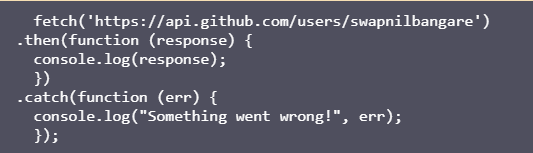 fetch('https://api.github.com/users/swapnilbangare')
.then(function (response) {
console.log(response);
})
.catch(function (err) {
console.log("Something went wrong!", err);
});